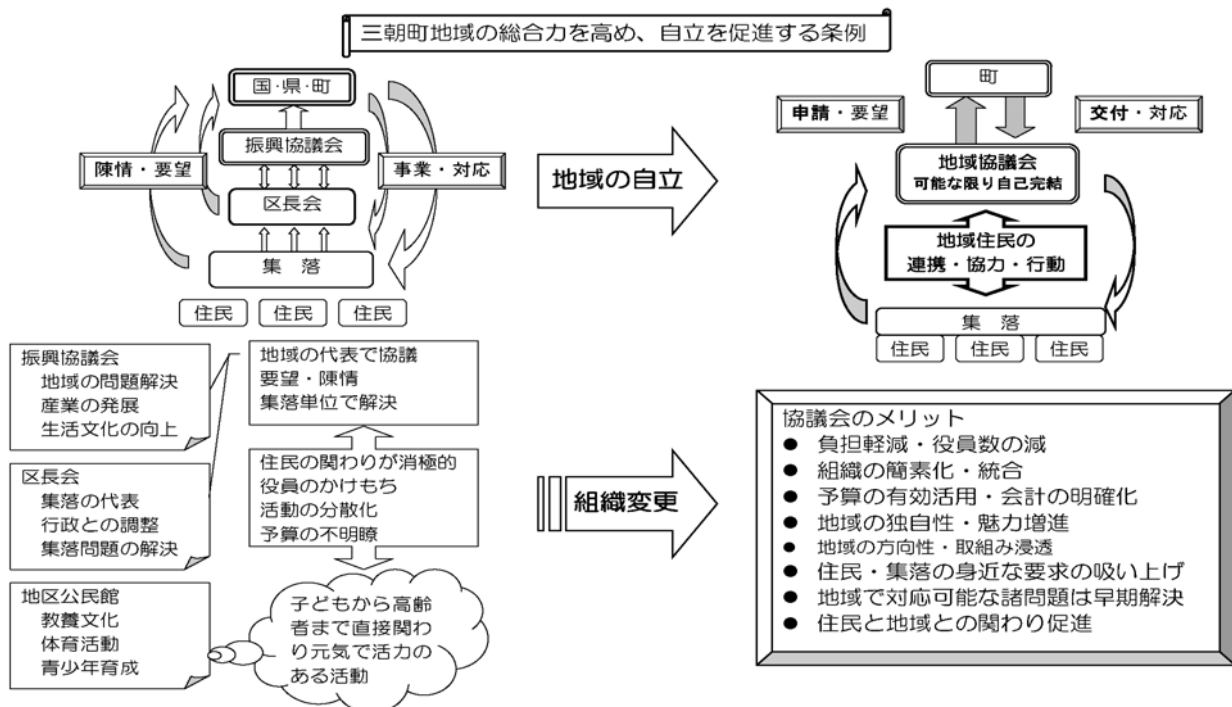 三朝町地域の総合力を高め、自立を促進する条例
国・県・町
振興協議会
陳情・要望
事業・対応
区長会
集 落
住民
住民
住民
地域の自立
町
申請・要望
交付・対応
地域協議会
可能な限り自己完結
地域住民の
連携・協力・行動
集 落
住民
住民
住民
振興協議会
地域の問題解決
産業の発展
生活文化の向上
区長会
集落の代表
行政との調整
集落問題の解決
地区公民館
教養文化
体育活動
青少年育成
地域の代表で協議
要望・陳情
集落単位で解決
住民の関わりが消極的
役員のかけもち
活動の分散化
予算の不明瞭
子どもから高齢
者まで直接関わ
り元気で活力の
ある活動
組織変更
協議会のメリット
● 負担軽減・役員数の減
● 組織の簡素化・統合
● 予算の有効活用・会計の明確化
● 地域の独自性・魅力増進
● 地域の方向性・取組み浸透
● 住民・集落の身近な要求の吸い上げ
● 地域で対応可能な諸問題は早期解決
● 住民と地域との関わり促進